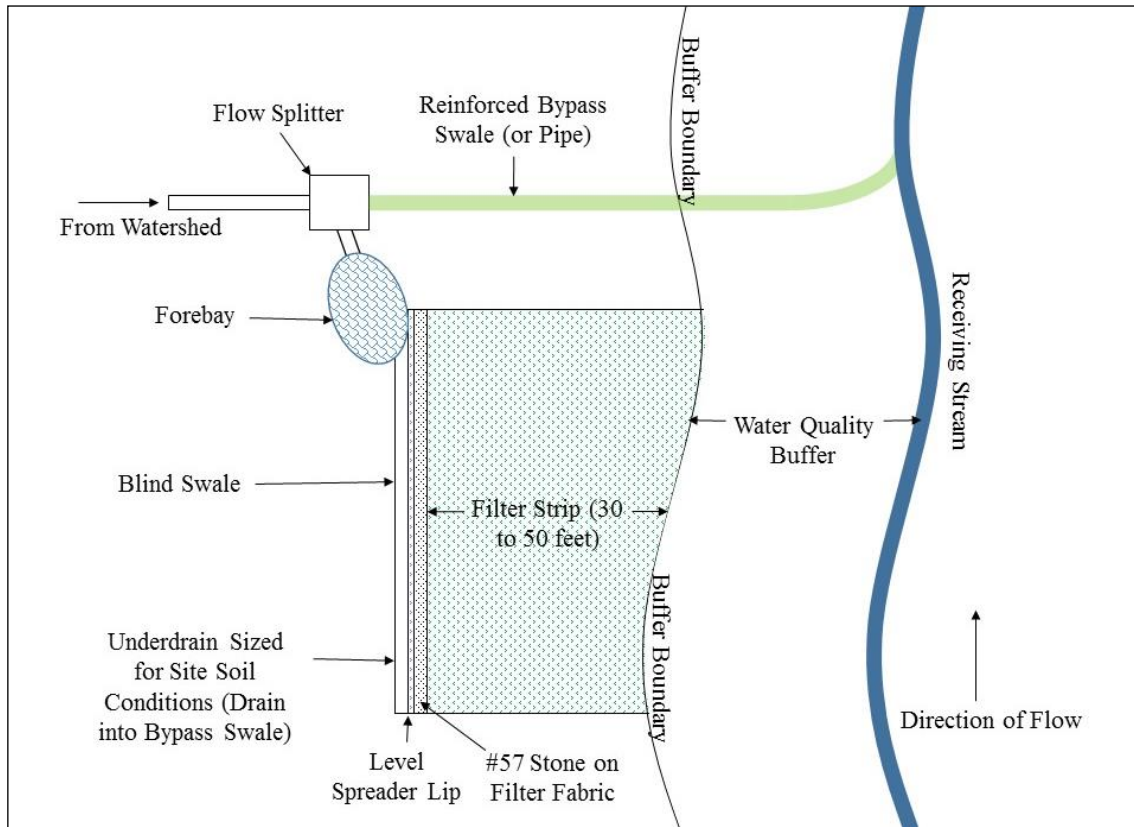 Flow Splitter
Reinforced Bypass
Swale (or Pipe)
Buffer Boundary
From Watershed
Forebay
Receiving Stream
Water Quality
Buffer
Blind Swale
Filter Strip (30
to 50 feet)
Buffer Boundary
Underdrain Sized
for Site Soil
Conditions (Drain
into Bypass Swale)
Level
Spreader Lip
#57 Stone on
Filter Fabric
Direction of Flow